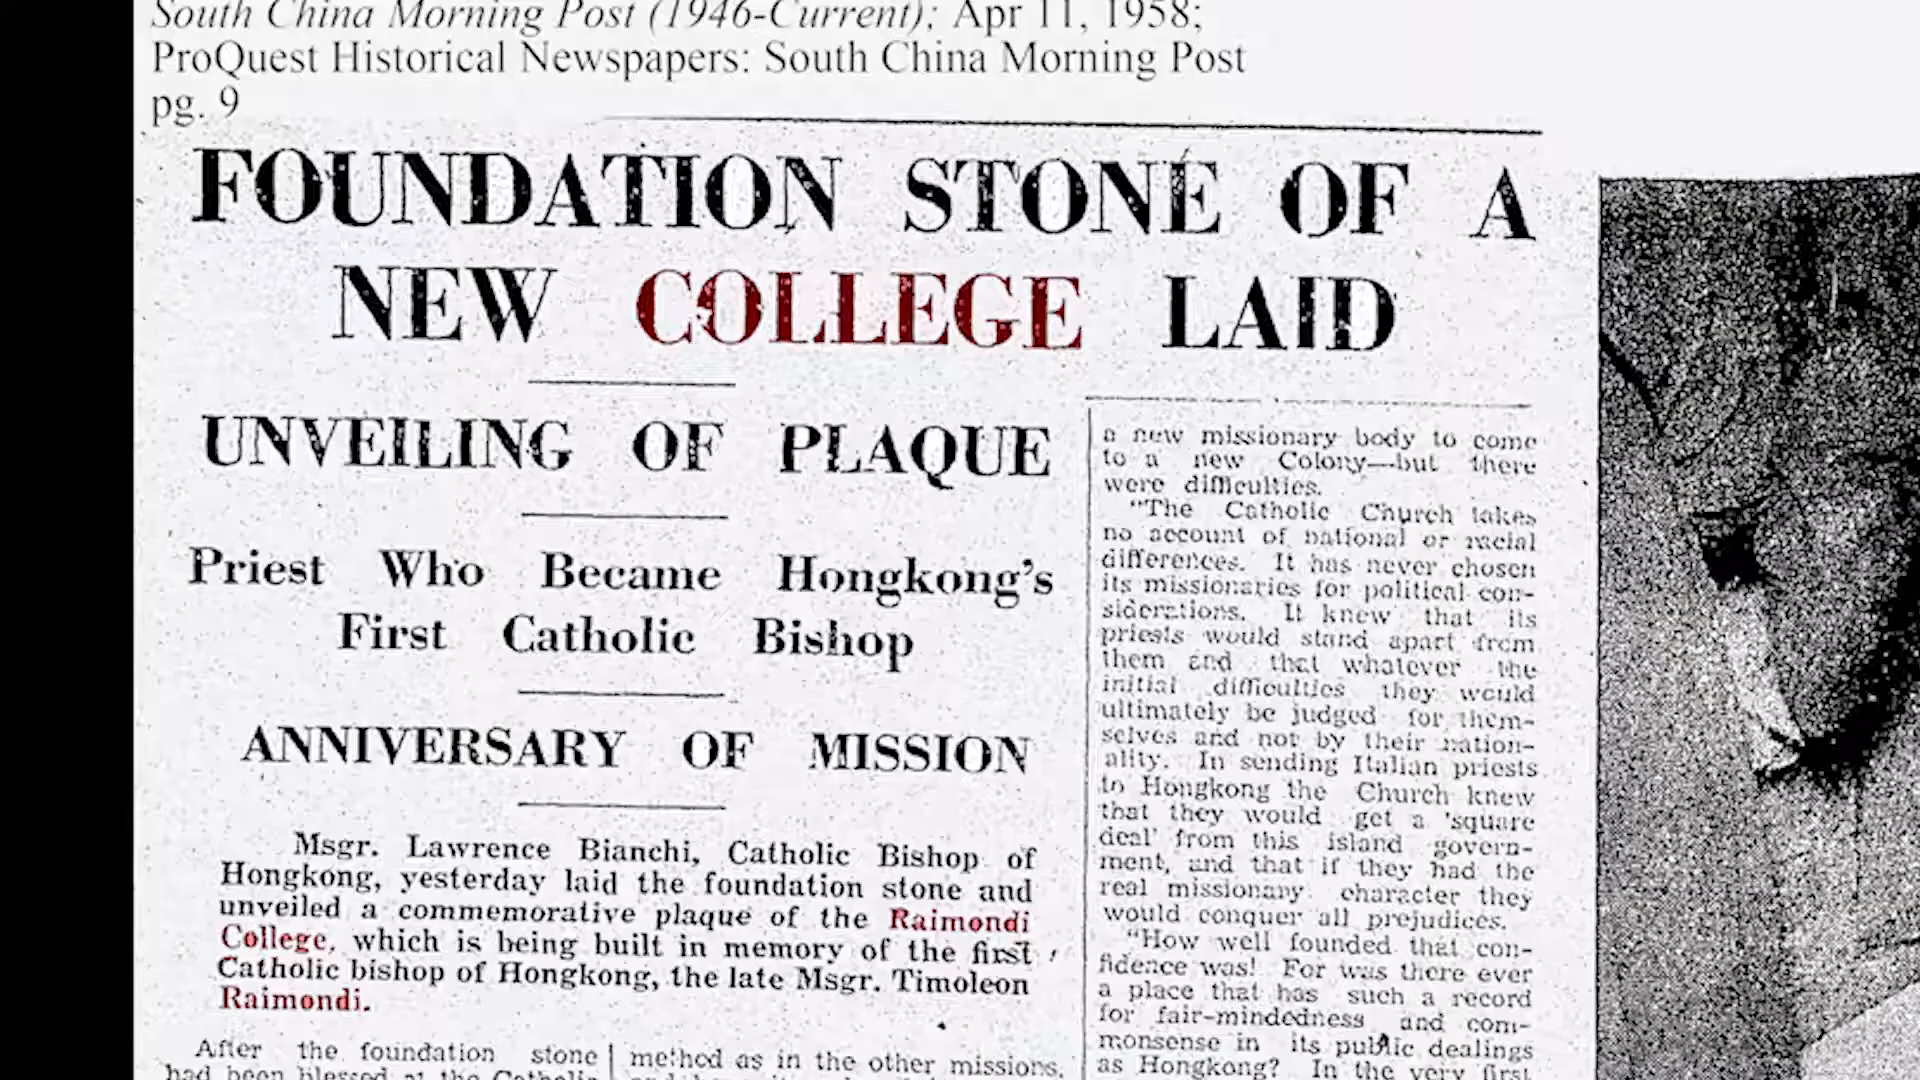 South China Morning Post (1946-Current); Apr 11, 1958;
ProQuest Historical Newspapers: South China Morning Post
pg. 9
FOUNDATION STONE OF A
NEW COLLEGE LAID
UNVEILING OF PLAQUE
Priest Who Became Hongkong's
First Catholic Bishop
ANNIVERSARY OF MISSION
Msgr. Lawrence Bianchi, Catholic Bishop of
Hongkong, yesterday laid the foundation stone and
unveiled a commemorative plaque of the Raimondi
College, which is being built in memory of the first
Catholic bishop of Hongkong, the late Msgr. Timoleon
Raimondi.
After the foundation stone
had been blessed at the Catholic
method as in the other missions,
a new missionary body to come
to a new Colony—but there
were difficulties.
"The Catholic Church takes
no account of national or racial
differences. It has never chosen
its missionaries for political con-
siderations. It knew that its
priests would stand apart from
them and that whatever the
initial difficulties they would
ultimately be judged for them-
selves and not by their nation-
ality. In sending Italian priests
to Hongkong the Church knew
that they would get a 'square
deal' from this island govern-
ment, and that if they had the
real missionary character they
would conquer all prejudices.
"How well founded that con-
fidence was! For was there ever
a place that has such a record
for fair-mindedness and com-
monsense in its public dealings
as Hongkong? In the very first